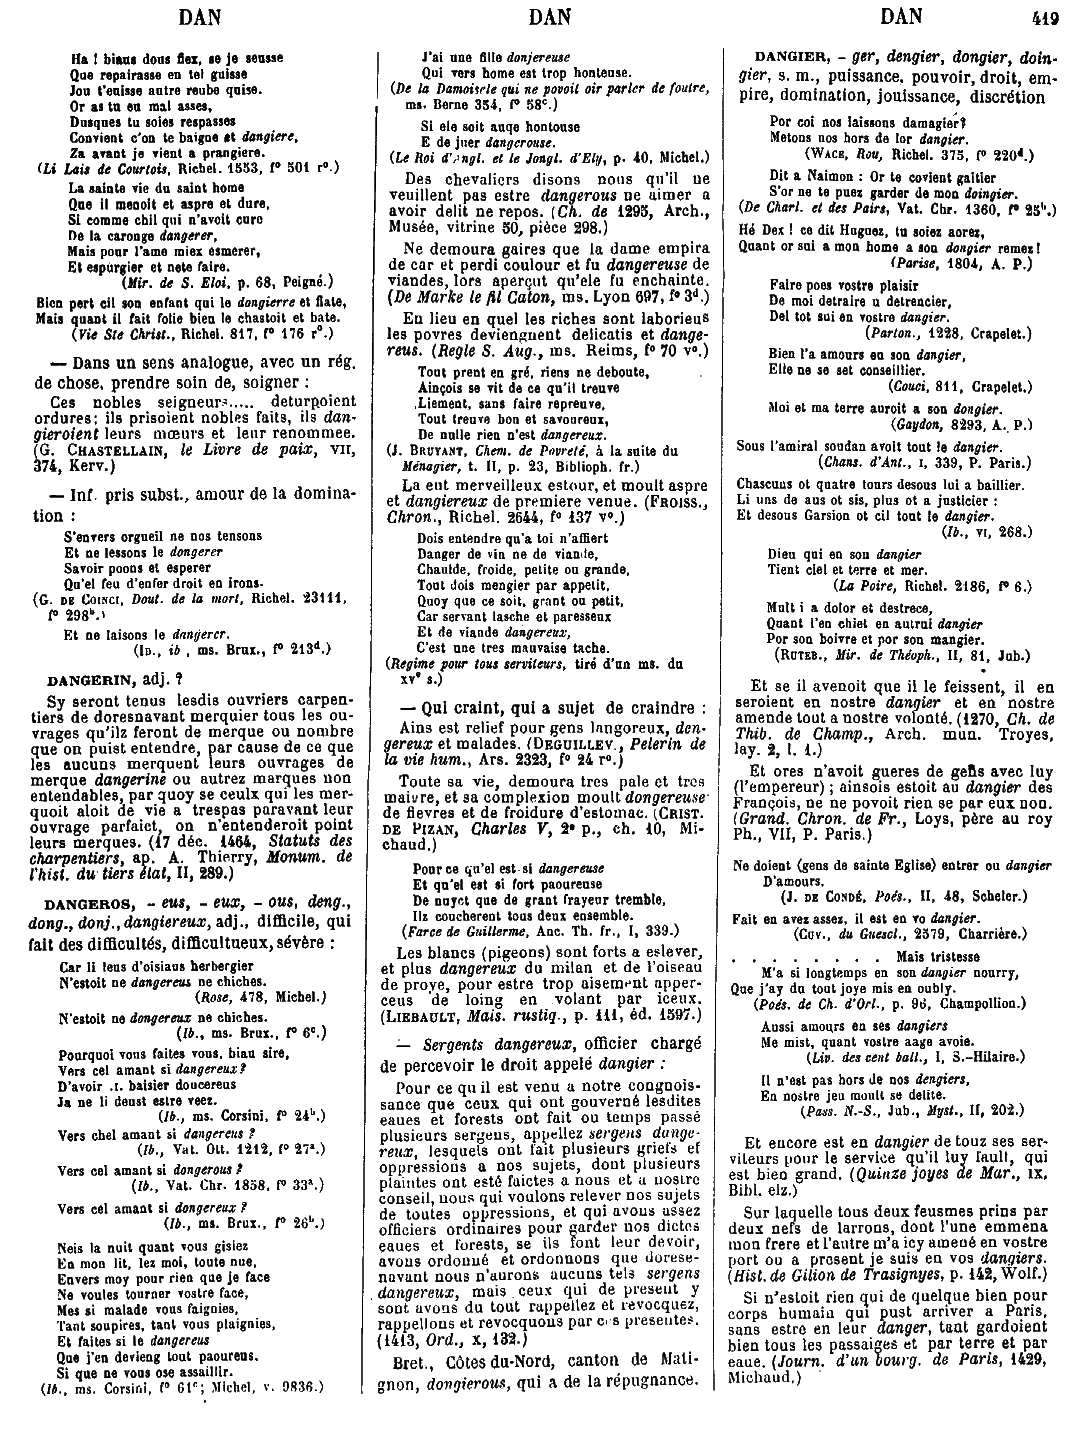 DAN DAN DAN 419
Ha ! biaus dous flex, se je seusse
Que repairasse en tel guisse
Jou t'euisse autre reube quise.
Or as tu eu mal asses,
Dusques tu soies respasses
Convient c'on te baigne et dangiere,
Za avant je vient a prangiere.
(Li Lais de Courtois, Richel. 1553, f° 501 r°.)
La sainte vie du saint home
Que il menoit et aspre et dure,
Si comme chil qui n'avoit cure
De la caronge dangerer,
Mais pour l'ame miex esmerer,
Et espurgier et nete faire.
(Mir. de S. Eloi, p. 68, Peigné.)
Bien pert cil son enfant qui le dangierre et flate,
Mais quant il fait folie bien le chastoit et bate.
(Vie Ste Christ., Richel. 817, f° 176 r°.)
— Dans un sens analogue, avec un rég.
de chose, prendre soin de, soigner :
Ces nobles seigneurs..... deturpoient
ordures; ils prisoient nobles faits, ils dan-
gieroient leurs mœurs et leur renommee.
(G. CHASTELLAIN, le Livre de paix, VII,
374, Kerv.)
— Inf. pris subst., amour de la domina-
tion :
S'envers orgueil ne nos tensons
Et ne lessons le dongerer
Savoir poons et esperer
Qu'el feu d'enfer droit en irons.
(G. DE COINCI, Dout. de la mort, Richel. 23111,
f° 298ᵇ.)
Et ne laisons le dangerer.
(ID., ib , ms. Brux., f° 213ᵈ.)
DANGERIN, adj. ?
Sy seront tenus lesdis ouvriers carpen-
tiers de doresnavant merquier tous les ou-
vrages qu'ilz feront de merque ou nombre
que on puist entendre, par cause de ce que
les aucuns merquent leurs ouvrages de
merque dangerine ou autrez marques non
entendables, par quoy se ceulx qui les mer-
quoit aloit de vie a trespas paravant leur
ouvrage parfaict, on n'entenderoit point
leurs merques. (17 déc. 1464, Statuts des
charpentiers, ap. A. Thierry, Monum. de
l'hist. du tiers état, II, 289.)
DANGEROS, - eus, - eux, - ous, deng.,
dong., donj., dangiereux, adj., difficile, qui
fait des difficultés, difficultueux, sévère :
Car li leus d'oisiaus herbergier
N'estoit ne dangereus ne chiches.
(Rose, 478, Michel.)
N'estoit ne dongereux ne chiches.
(Ib., ms. Brux., f° 6ᶜ.)
Pourquoi vous faites vous, biau sire,
Vers cel amant si dangereux?
D'avoir .I. baisier doucereus
Ja ne li deust estre veez.
(Ib., ms. Corsini, f° 24ᵇ.)
Vers chel amant si dangereus ?
(Ib., Vat. Ott. 1212, f° 27ᵃ.)
Vers cel amant si dongerous ?
(Ib., Vat. Chr. 1858, f° 33ᵃ.)
Vers cel amant si dongereux ?
(Ib., ms. Brux., f° 26ᵇ.)
Neis la nuit quant vous gisiez
En mon lit, lez moi, toute nue,
Envers moy pour rien que je face
Ne voules tourner vostre face,
Mes si malade vous faignies,
Tant soupires, tant vous plaignies,
Et faites si le dangereus
Que j'en devieng tout paoureus.
Si que ne vous ose assaillir.
(Ib., ms. Corsini, f° 61ᶜ; Michel, v. 9836.)
J'ai une fille donjereuse
Qui vers home est trop honteuse.
(De la Damoisele qui ne povoit oir parler de foutre,
ms. Berne 354, f° 58ᶜ.)
Si ele soit auqe hontouse
E de juer dangerouse.
(Le Roi d'Angl. et le Jongl. d'Ely, p. 40, Michel.)
Des chevaliers disons nous qu'il ne
veuillent pas estre dangerous ne aimer a
avoir delit ne repos. (Ch. de 1295, Arch.,
Musée, vitrine 50, pièce 298.)
Ne demoura gaires que la dame empira
de car et perdi coulour et fu dangereuse de
viandes, lors aperçut qu'ele fu enchainte.
(De Marke le fil Caton, ms. Lyon 697, f° 3ᵈ.)
En lieu en quel les riches sont laborieus
les povres deviengnent delicatis et dange-
reus. (Regle S. Aug., ms. Reims, f° 70 v°.)
Tout prent en gré, riens ne deboute,
Ainçois se vit de ce qu'il treuve
Liement, sans faire repreuve,
Tout treuve bon et savoureux,
De nulle rien n'est dangereux.
(J. BRUYANT, Chem. de Povreté, à la suite du
Ménagier, t. II, p. 23, Biblioph. fr.)
La eut merveilleux estour, et moult aspre
et dangiereux de premiere venue. (FROISS.,
Chron., Richel. 2644, f° 137 v°.)
Dois entendre qu'a toi n'affiert
Danger de vin ne de viande,
Chaulde, froide, petite ou grande,
Tout dois mengier par appetit,
Quoy que ce soit, grant ou petit,
Car servant lasche et paresseux
Et de viande dangereux,
C'est une tres mauvaise tache.
(Regime pour tous serviteurs, tiré d'un ms. du
XVᵉ s.)
— Qui craint, qui a sujet de craindre :
Ains est relief pour gens langoreux, den-
gereux et malades. (DEGUILLEV., Pelerin de
la vie hum., Ars. 2323, f° 24 r°.)
Toute sa vie, demoura tres pale et tres
maivre, et sa complexion moult dongereuse
de fievres et de froidure d'estomac. (CRIST.
DE PIZAN, Charles V, 2ᵉ p., ch. 10, Mi-
chaud.)
Pour ce qu'el est si dangereuse
Et qu'el est si fort paoureuse
De nuyct que de grant frayeur tremble,
Ilz coucherent tous deux ensemble.
(Farce de Guillerme, Anc. Th. fr., I, 339.)
Les blancs (pigeons) sont forts a eslever,
et plus dangereux du milan et de l'oiseau
de proye, pour estre trop aisement apper-
ceus de loing en volant par iceux.
(LIEBAULT, Mais. rustiq., p. 111, éd. 1597.)
— Sergents dangereux, officier chargé
de percevoir le droit appelé dangier :
Pour ce qu il est venu a notre congnois-
sance que ceux qui ont gouverné lesdites
eaues et forests ont fait ou temps passé
plusieurs sergens, appellez sergens dange-
reux, lesquels ont fait plusieurs griefs et
oppressions a nos sujets, dont plusieurs
plaintes ont esté faictes a nous et a nostre
conseil, nous qui voulons relever nos sujets
de toutes oppressions, et qui avous assez
officiers ordinaires pour garder nos dictes
eaues et forests, se ils font leur devoir,
avons ordonné et ordonnons que dorese-
navant nous n'aurons aucuns tels sergens
dangereux, mais ceux qui de present y
sont avons du tout rappellez et revocquez,
rappellons et revocquons par ces presentes.
(1413, Ord., X, 132.)
Bret., Côtes du-Nord, canton de Mati-
gnon, dongierous, qui a de la répugnance.
DANGIER, - ger, dengier, dongier, doin-
gier, s. m., puissance, pouvoir, droit, em-
pire, domination, jouissance, discrétion
Por coi nos laissons damagier?
Metons nos hors de lor dangier.
(WACE, Rou, Richel. 375, f° 220ᵈ.)
Dit a Naimon : Or te covient gaitier
S'or ne te puez garder de mon doingier.
(De Charl. et des Pairs, Vat. Chr. 1360, f° 25ᵇ.)
Hé Dex ! ce dit Huguez, tu soiez aorez,
Quant or sui a mon home a son dongier remez!
(Parise, 1804, A. P.)
Faire poes vostre plaisir
De moi detraire u detrencier,
Del tot sui en vostre dangier.
(Parton., 1228, Crapelet.)
Bien l'a amours en son dangier,
Elle ne se set conseillier.
(Couci, 811, Crapelet.)
Moi et ma terre auroit a son dongier.
(Gaydon, 8293, A. P.)
Sous l'amiral soudan avoit tout le dangier.
(Chans. d'Ant., I, 339, P. Paris.)
Chascuns ot quatre tours desous lui a baillier.
Li uns de aus ot sis, plus ot a justicier :
Et desous Garsion ot cil tout le dangier.
(Ib., VI, 268.)
Dieu qui en son dangier
Tient ciel et terre et mer.
(La Poire, Richel. 2186, f° 6.)
Mult i a dolor et destrece,
Quant l'en chiet en autrui dangier
Por son boivre et por son mangier.
(RUTEB., Mir. de Théoph., II, 81, Jub.)
Et se il avenoit que il le feissent, il en
seroient en nostre dangier et en nostre
amende tout a nostre volonté. (1270, Ch. de
Thib. de Champ., Arch. mun. Troyes,
lay. 2, l. 1.)
Et ores n'avoit gueres de gens avec luy
(l'empereur) ; ainsois estoit au dangier des
François, ne ne povoit rien se par eux non.
(Grand. Chron. de Fr., Loys, père au roy
Ph., VII, P. Paris.)
Ne doient (gens de sainte Eglise) entrer ou dangier
D'amours.
(J. DE CONDÉ, Poés., II, 48, Scheler.)
Fait en avez assez, il est en vo dangier.
(CUV., du Guescl., 2579, Charrière.)
. . . . . . . . Mais tristesse
M'a si longtemps en son dangier nourry,
Que j'ay du tout joye mis en oubly.
(Poés. de Ch. d'Orl., p. 96, Champollion.)
Aussi amours en ses dangiers
Me mist, quant vostre aage avoie.
(Liv. des cent ball., I, S.-Hilaire.)
Il n'est pas hors de nos dengiers,
En nostre jeu moult se delite.
(Pass. N.-S., Jub., Myst., II, 202.)
Et encore est en dangier de touz ses ser-
viteurs pour le service qu'il luy fault, qui
est bien grand. (Quinze joyes de Mar., IX,
Bibl. elz.)
Sur laquelle tous deux feusmes prins par
deux nefs de larrons, dont l'une emmena
mon frere et l'autre m'a icy amené en vostre
port ou a present je suis en vos dangiers.
(Hist. de Gilion de Trasignyes, p. 142, Wolf.)
Si n'estoit rien qui de quelque bien pour
corps humain qui pust arriver a Paris,
sans estre en leur danger, tant gardoient
bien tous les passaiges et par terre et par
eaue. (Journ. d'un bourg. de Paris, 1429,
Michaud.)